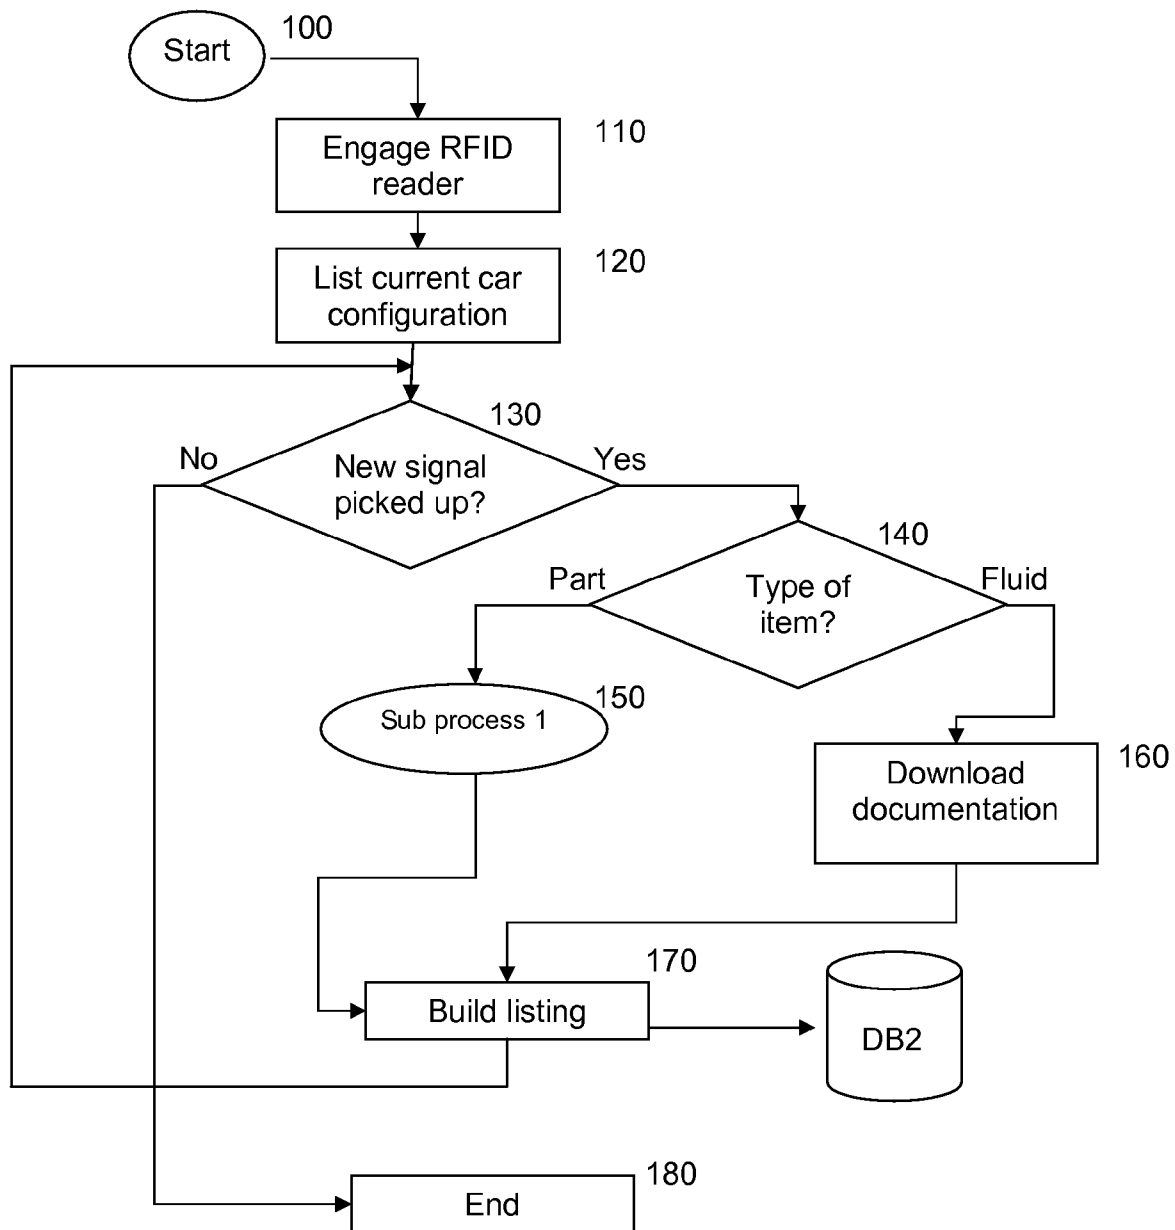 100
Start
110
Engage RFID
reader
120
List current car
configuration
130
No
Yes
New signal
picked up?
140
Part
Fluid
Type of
item?
150
Sub process 1
160
Download
documentation
170
Build listing
DB2
180
End